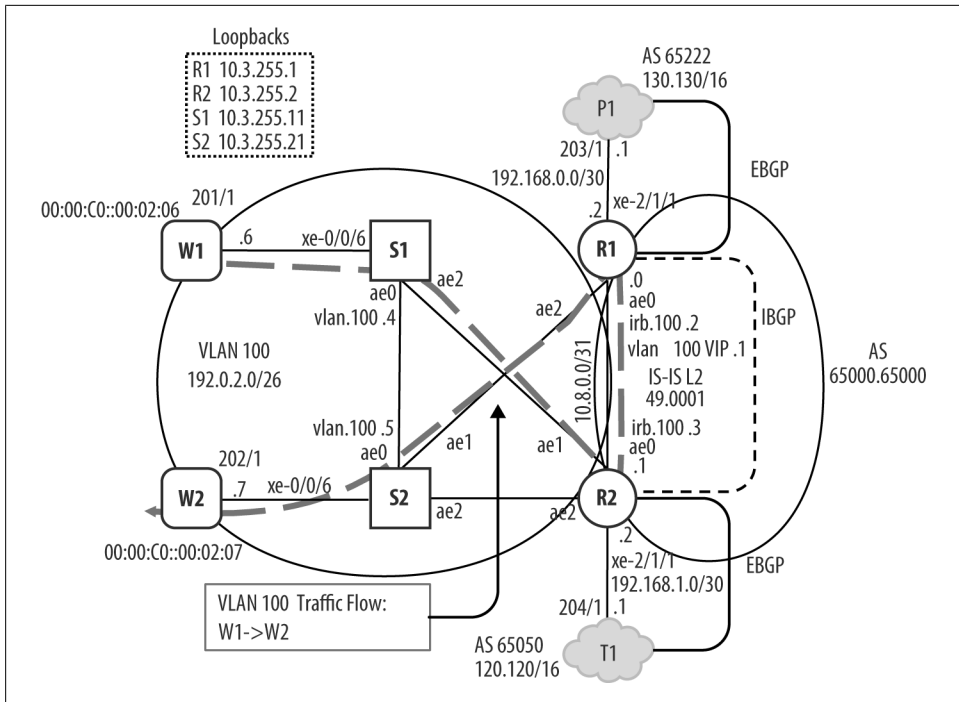 Loopbacks
R1 10.3.255.1
R2 10.3.255.2
S1 10.3.255.11
S2 10.3.255.21
AS 65222
130.130/16
P1
203/1
.1
192.168.0.0/30
EBGP
.2
xe-2/1/1
201/1
00:00:C0::00:02:06
W1
.6
xe-0/0/6
S1
R1
ae2
ae0
vlan.100 .4
ae2
.0
ae0
irb.100 .2
vlan 100 VIP .1
IBGP
VLAN 100
192.0.2.0/26
10.8.0.0/31
IS-IS L2
49.0001
AS
65000.65000
vlan.100 .5
ae0
ae1
ae1
irb.100 .3
ae0
.1
202/1
W2
.7
xe-0/0/6
S2
ae2
ae2
R2
00:00:C0::00:02:07
.2
xe-2/1/1
192.168.1.0/30
EBGP
VLAN 100 Traffic Flow:
W1->W2
204/1
.1
AS 65050
120.120/16
T1